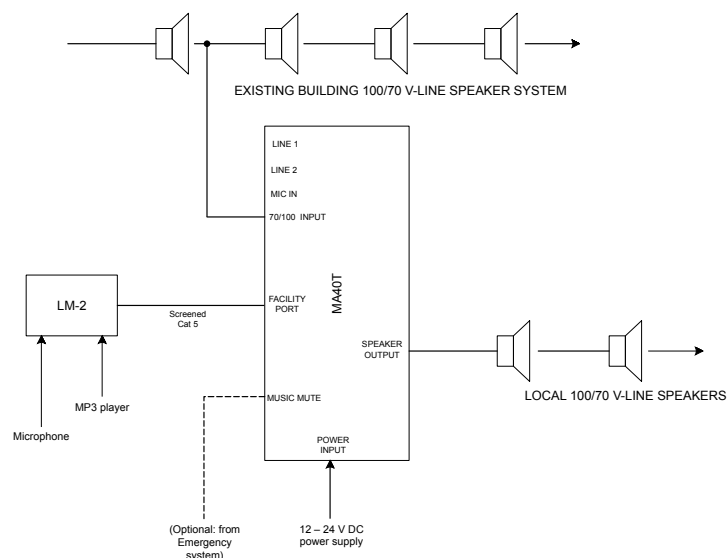 EXISTING BUILDING 100/70 V-LINE SPEAKER SYSTEM
LINE 1
LINE 2
MIC IN
70/100 INPUT
LM-2
Screened
Cat 5
FACILITY
PORT
MA40T
SPEAKER
OUTPUT
LOCAL 100/70 V-LINE SPEAKERS
MP3 player
Microphone
MUSIC MUTE
POWER
INPUT
(Optional: from
Emergency
system)
12 – 24 V DC
power supply